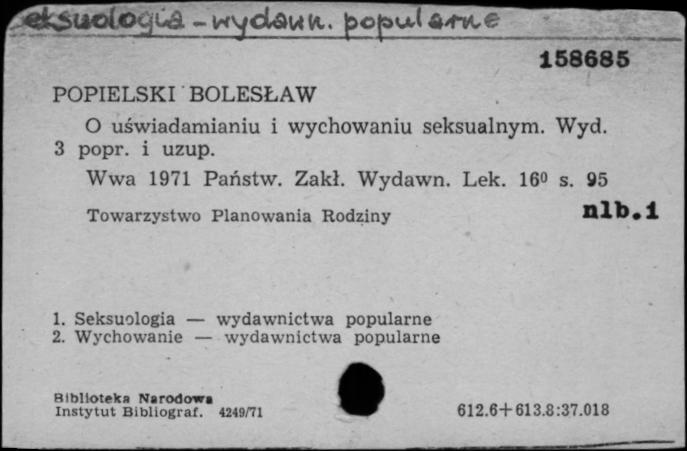 eksuologia - wydawn. popularne
158685
POPIELSKI BOLESŁAW
O uświadamianiu i wychowaniu seksualnym. Wyd.
3 popr. i uzup.
Wwa 1971 Państw. Zakł. Wydawn. Lek. 16⁰ s. 95
Towarzystwo Planowania Rodziny nlb.1
1. Seksuologia — wydawnictwa popularne
2. Wychowanie — wydawnictwa popularne
Biblioteka Narodowa
Instytut Bibliograf. 4249/71 612.6+613.8:37.018